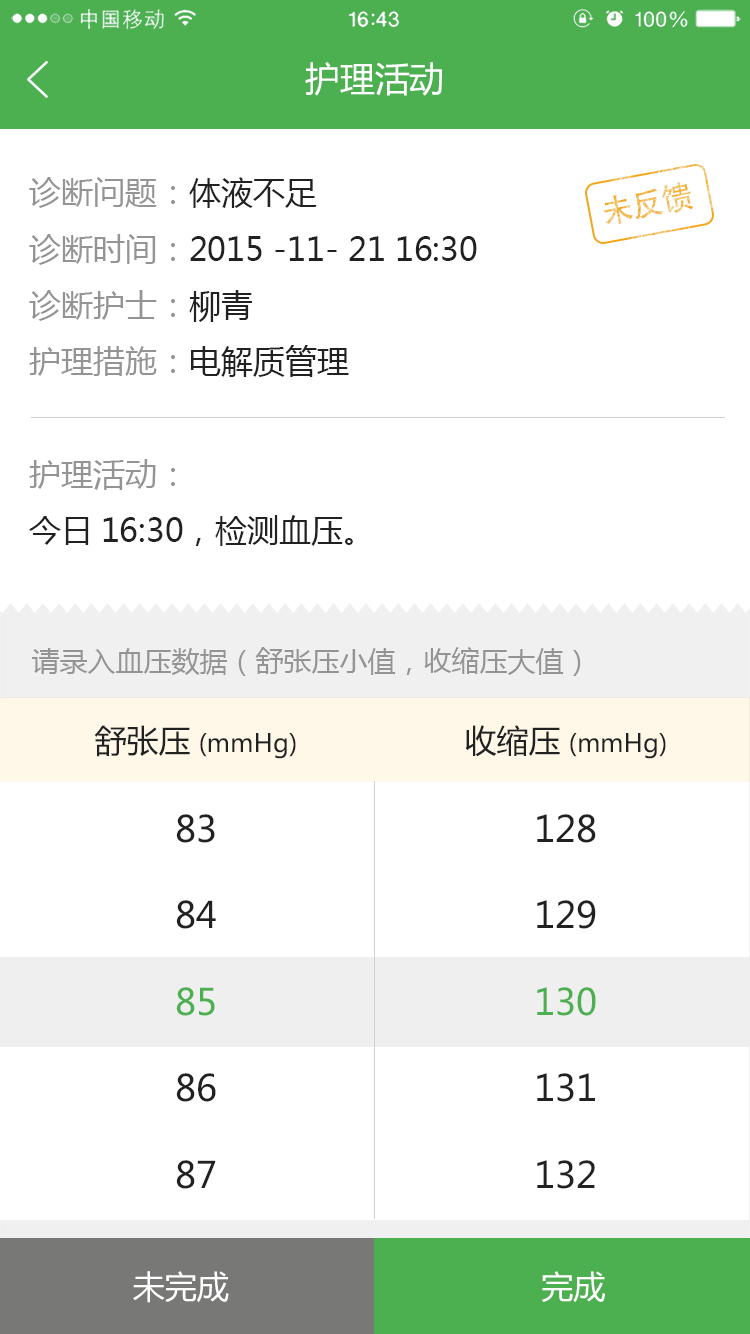 中国移动 16:43 100%
护理活动
诊断问题：体液不足
未反馈
诊断时间：2015 -11- 21 16:30
诊断护士：柳青
护理措施：电解质管理
护理活动：
今日 16:30，检测血压。
请录入血压数据（舒张压小值，收缩压大值）
舒张压 (mmHg) 收缩压 (mmHg)
83 128
84 129
85 130
86 131
87 132
未完成 完成